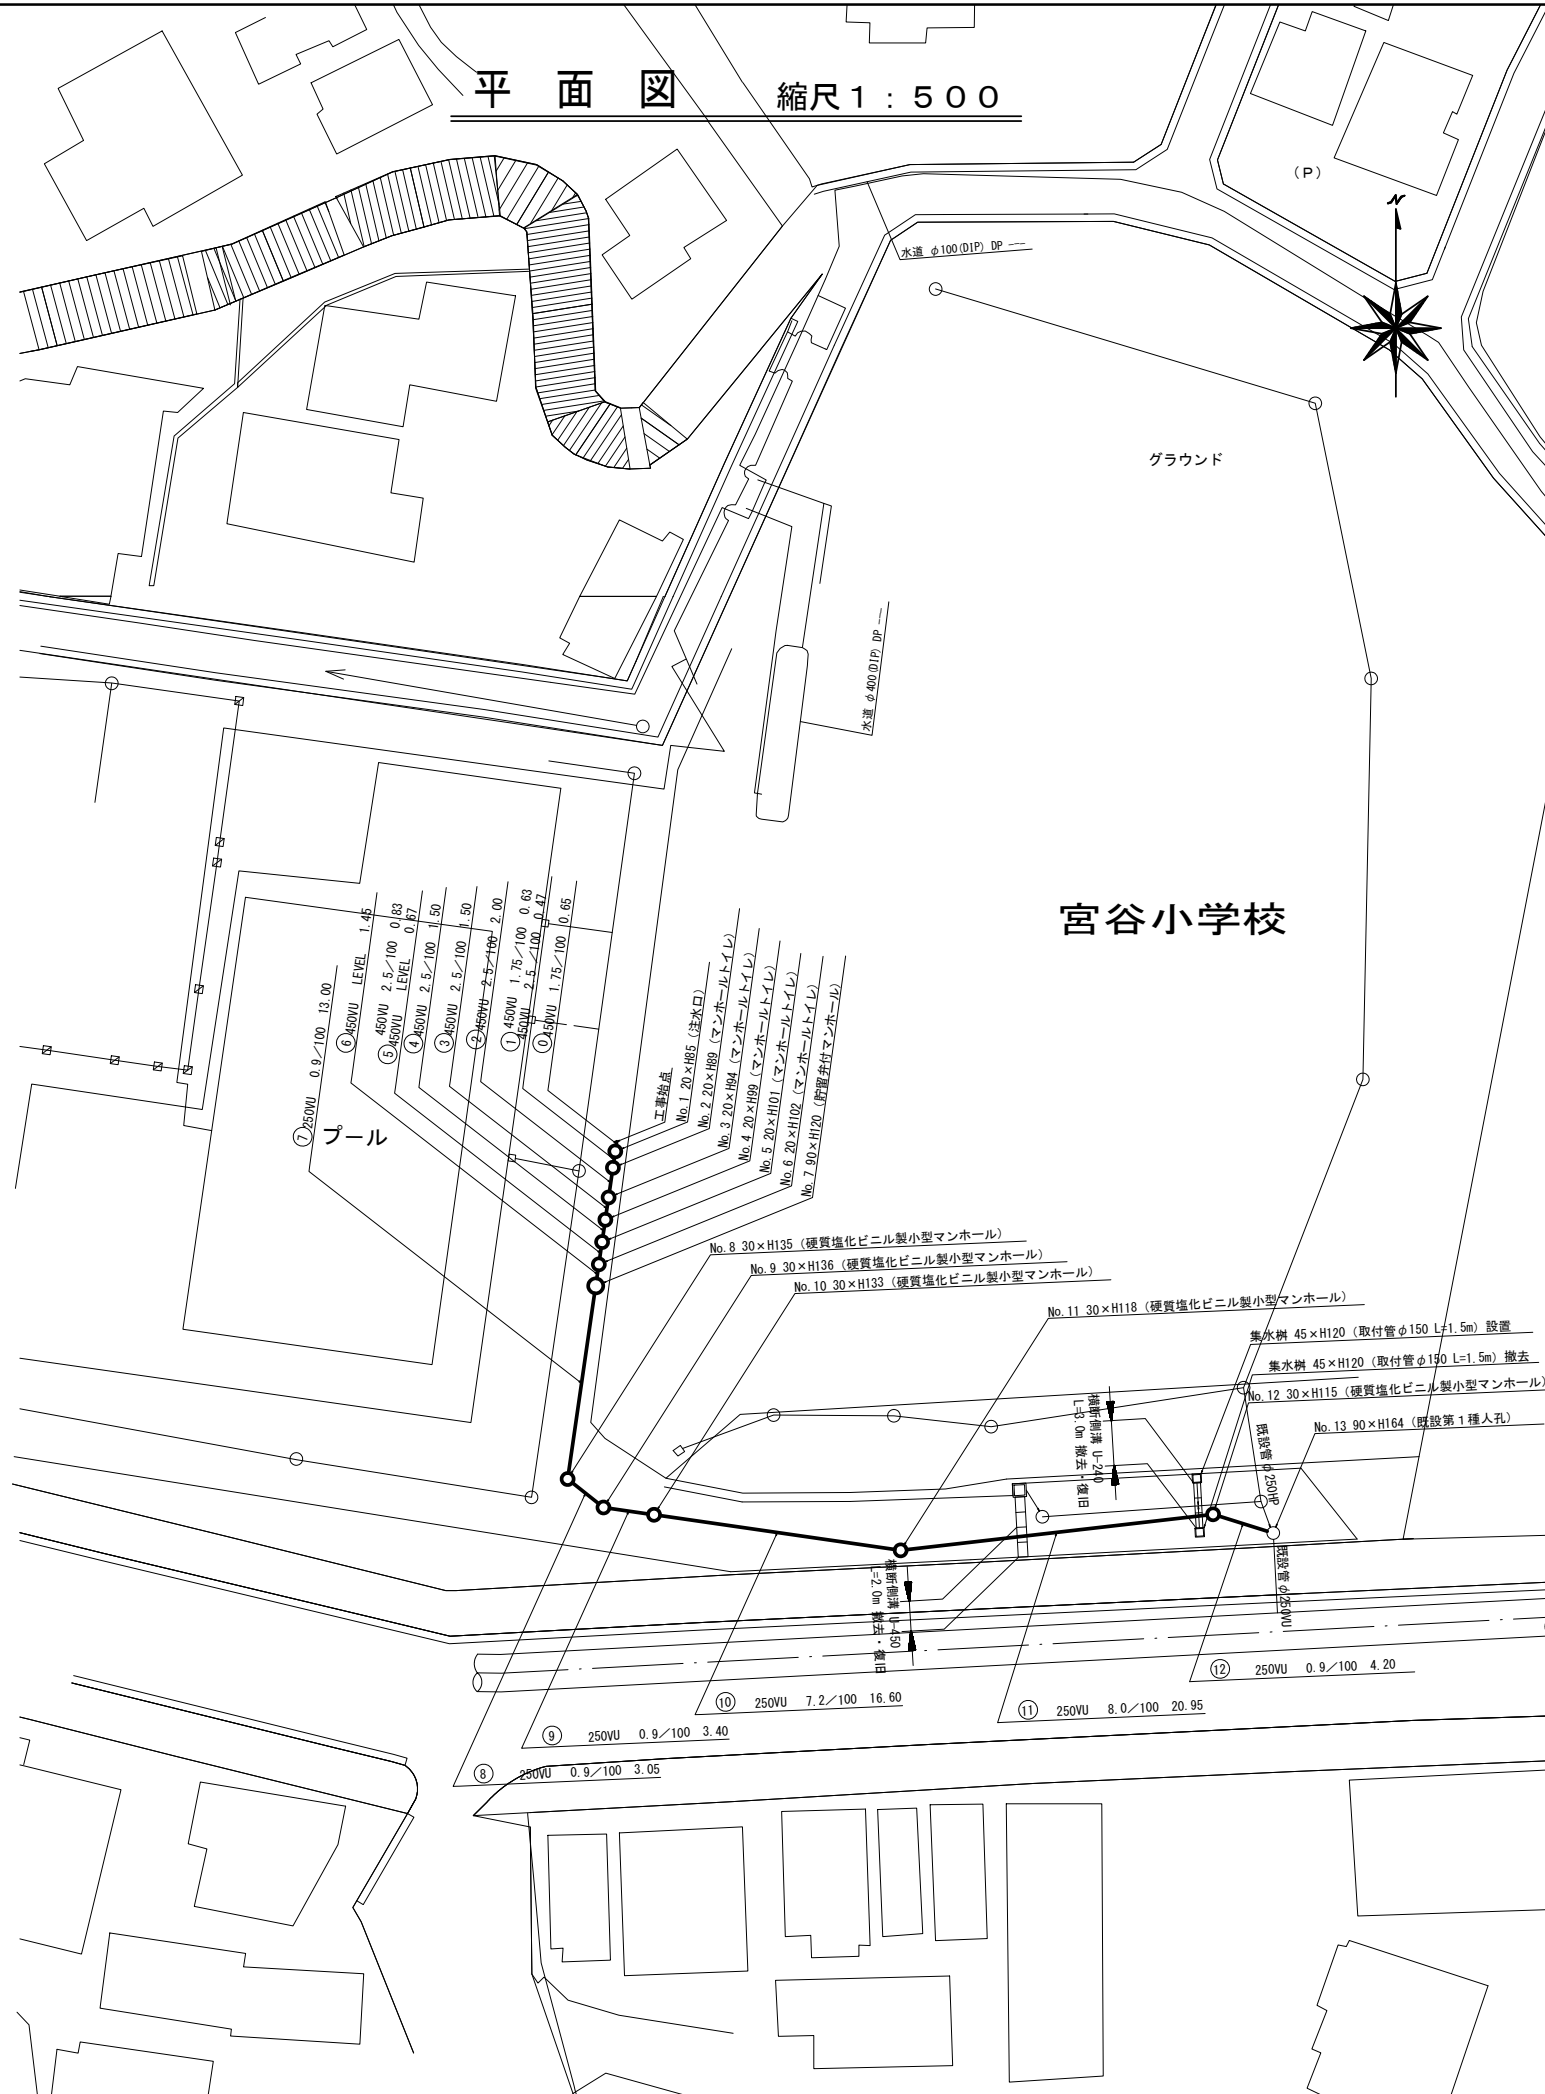 平面図 縮尺1:500
(P)
水道 φ100(DIP) DP ---
グラウンド
水道 φ400(DIP) DP ---
宮谷小学校
⑦ 250VU 0.9/100 13.00
⑥ 450VU LEVEL 1.45
⑤ 450VU 2.5/100 0.83
450VU LEVEL 0.67
④ 450VU 2.5/100 1.50
③ 450VU 2.5/100 1.50
② 450VU 2.5/100 2.00
① 450VU 1.75/100 0.63
450VU 2.5/100 0.47
⓪ 450VU 1.75/100 0.65
プール
工事始点
No.1 20×H85 (注水口)
No.2 20×H89 (マンホールトイレ)
No.3 20×H94 (マンホールトイレ)
No.4 20×H99 (マンホールトイレ)
No.5 20×H101 (マンホールトイレ)
No.6 20×H102 (マンホールトイレ)
No.7 90×H120 (貯留弁付マンホール)
No.8 30×H135 (硬質塩化ビニル製小型マンホール)
No.9 30×H136 (硬質塩化ビニル製小型マンホール)
No.10 30×H133 (硬質塩化ビニル製小型マンホール)
No.11 30×H118 (硬質塩化ビニル製小型マンホール)
集水桝 45×H120 (取付管φ150 L=1.5m) 設置
集水桝 45×H120 (取付管φ150 L=1.5m) 撤去
No.12 30×H115 (硬質塩化ビニル製小型マンホール)
No.13 90×H164 (既設第1種人孔)
横断側溝 U-240
L=3.0m 撤去・復旧
既設管φ250HP
既設管φ250VU
横断側溝 U-450
L=2.0m 撤去・復旧
⑫ 250VU 0.9/100 4.20
⑪ 250VU 8.0/100 20.95
⑩ 250VU 7.2/100 16.60
⑨ 250VU 0.9/100 3.40
⑧ 250VU 0.9/100 3.05